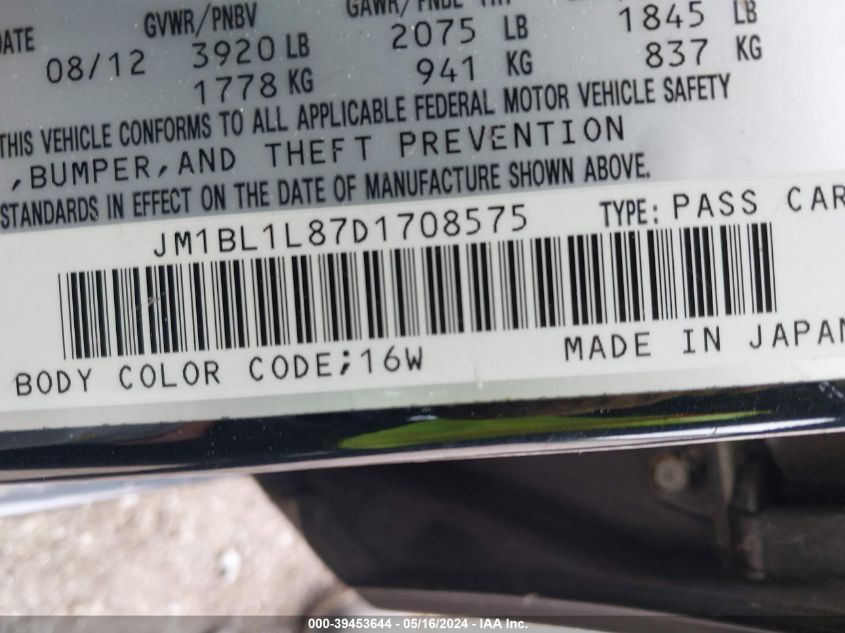 DATE GVWR/PNBV GAWR/PNBE
08/12 3920 LB 2075 LB 1845 LB
1778 KG 941 KG 837 KG
THIS VEHICLE CONFORMS TO ALL APPLICABLE FEDERAL MOTOR VEHICLE SAFETY
,BUMPER,AND THEFT PREVENTION
STANDARDS IN EFFECT ON THE DATE OF MANUFACTURE SHOWN ABOVE.
JM1BL1L87D1708575 TYPE: PASS CAR
BODY COLOR CODE;16W MADE IN JAPAN
000-39453644 - 05/16/2024 - IAA Inc.